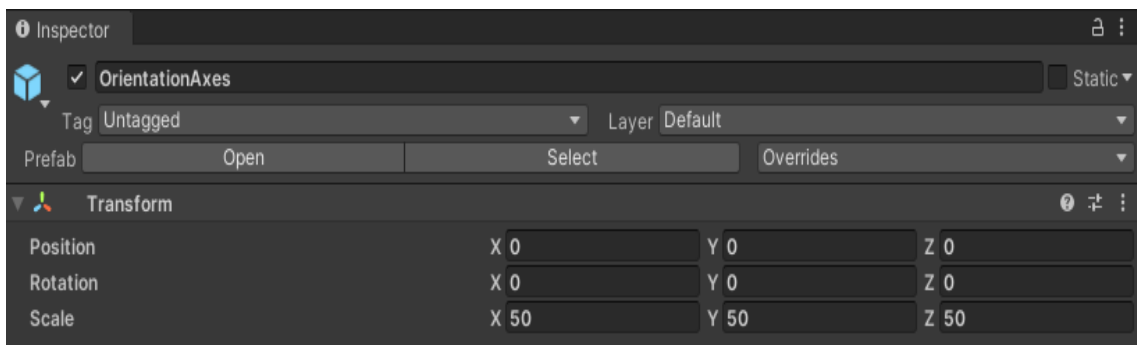 Inspector
OrientationAxes Static
Tag Untagged Layer Default
Prefab Open Select Overrides
Transform
Position X 0 Y 0 Z 0
Rotation X 0 Y 0 Z 0
Scale X 50 Y 50 Z 50